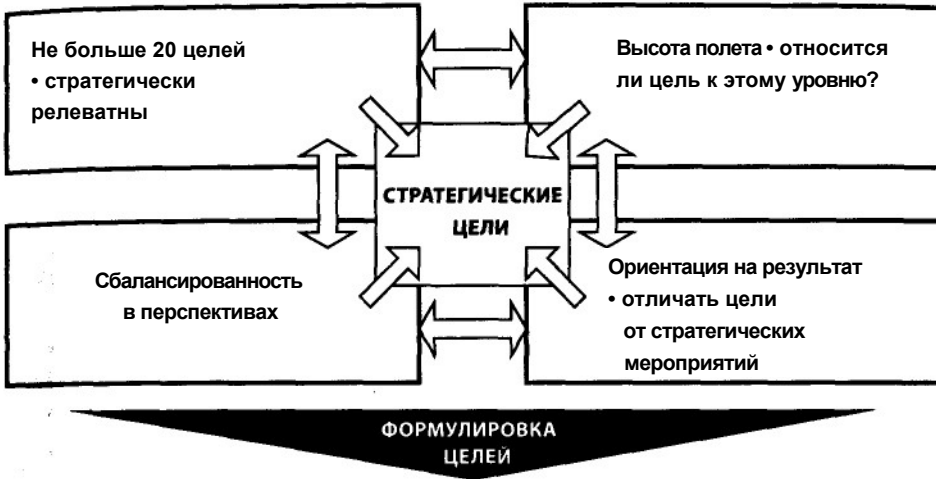 Не больше 20 целей
• стратегически
релеватны
Высота полета • относится
ли цель к этому уровню?
СТРАТЕГИЧЕСКИЕ
ЦЕЛИ
Сбалансированность
в перспективах
Ориентация на результат
• отличать цели
от стратегических
мероприятий
ФОРМУЛИРОВКА
ЦЕЛЕЙ